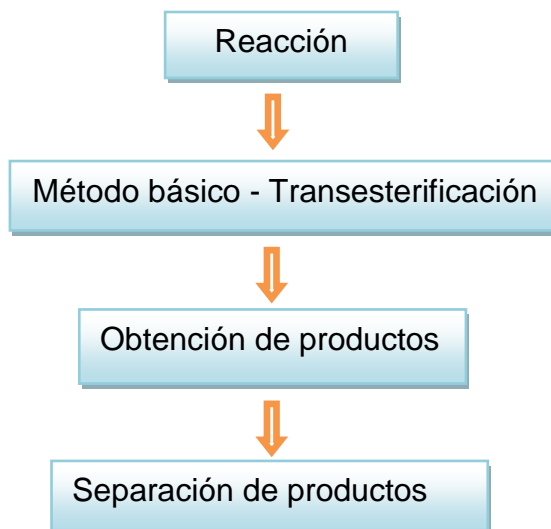 Reacción
Método básico - Transesterificación
Obtención de productos
Separación de productos